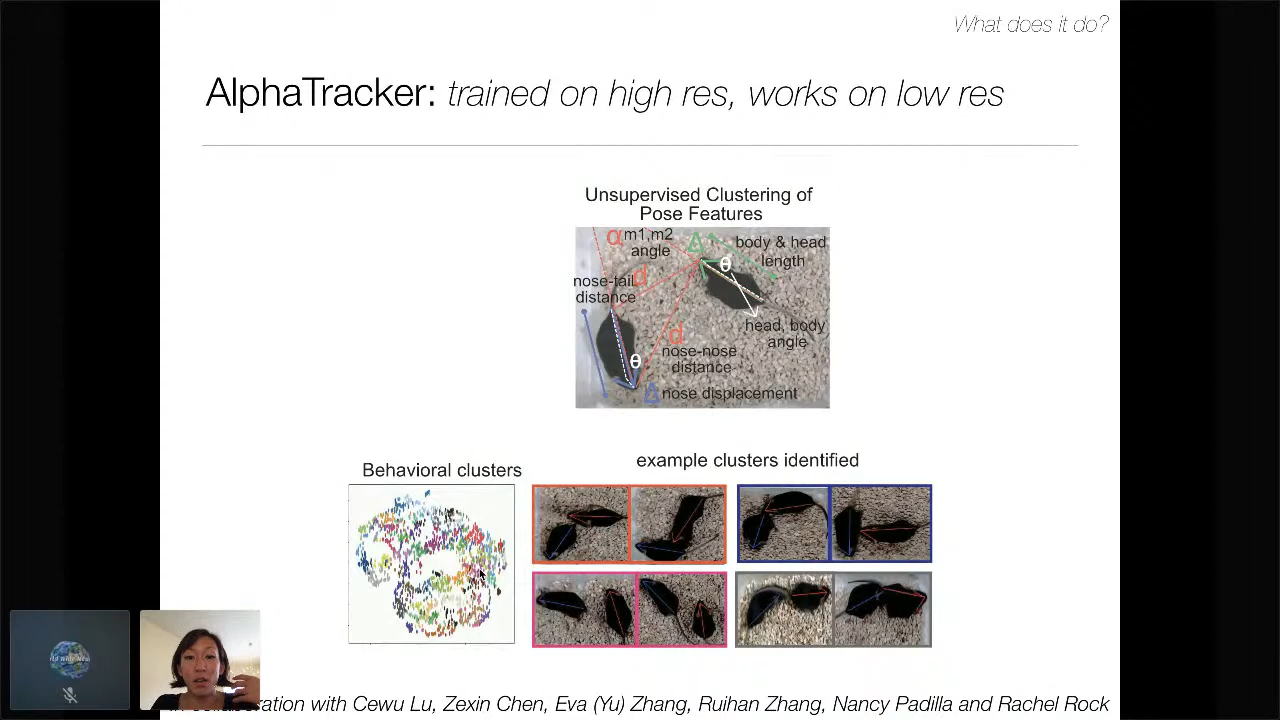 What does it do?
AlphaTracker: trained on high res, works on low res
Unsupervised Clustering of
Pose Features
α m1,m2
angle
Δ
body & head
length
θ
nose-tail
distance
d
head, body
angle
d
nose-nose
distance
θ
Δ nose displacement
Behavioral clusters
example clusters identified
with Cewu Lu, Zexin Chen, Eva (Yu) Zhang, Ruihan Zhang, Nancy Padilla and Rachel Rock